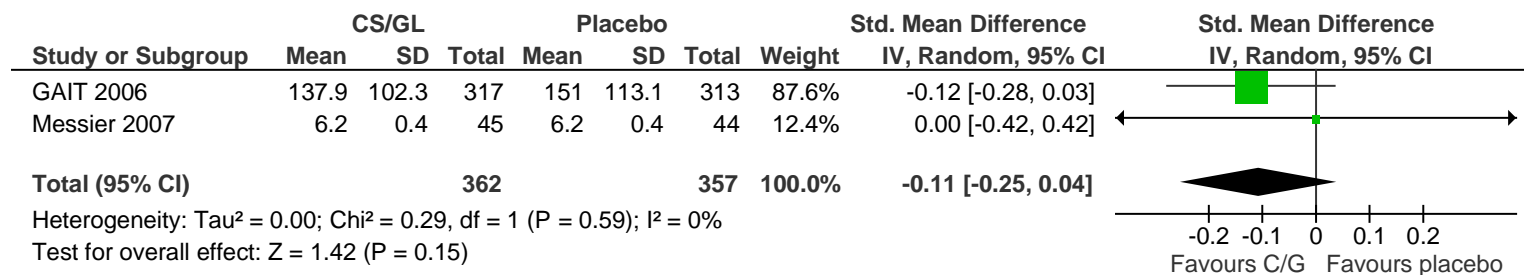 CS/GL Placebo Std. Mean Difference Std. Mean Difference
Study or Subgroup Mean SD Total Mean SD Total Weight IV, Random, 95% CI IV, Random, 95% CI
GAIT 2006 137.9 102.3 317 151 113.1 313 87.6% -0.12 [-0.28, 0.03]
Messier 2007 6.2 0.4 45 6.2 0.4 44 12.4% 0.00 [-0.42, 0.42]
Total (95% CI) 362 357 100.0% -0.11 [-0.25, 0.04]
Heterogeneity: Tau² = 0.00; Chi² = 0.29, df = 1 (P = 0.59); I² = 0%
Test for overall effect: Z = 1.42 (P = 0.15)
-0.2 -0.1 0 0.1 0.2
Favours C/G Favours placebo